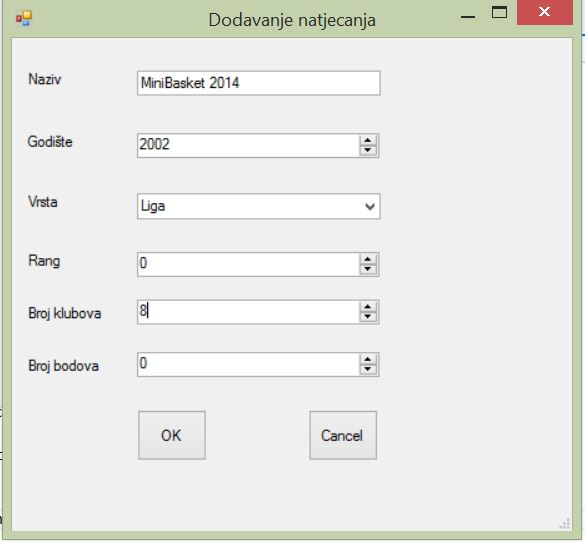 Dodavanje natjecanja
Naziv MiniBasket 2014
Godište 2002
Vrsta Liga
Rang 0
Broj klubova 8
Broj bodova 0
OK Cancel